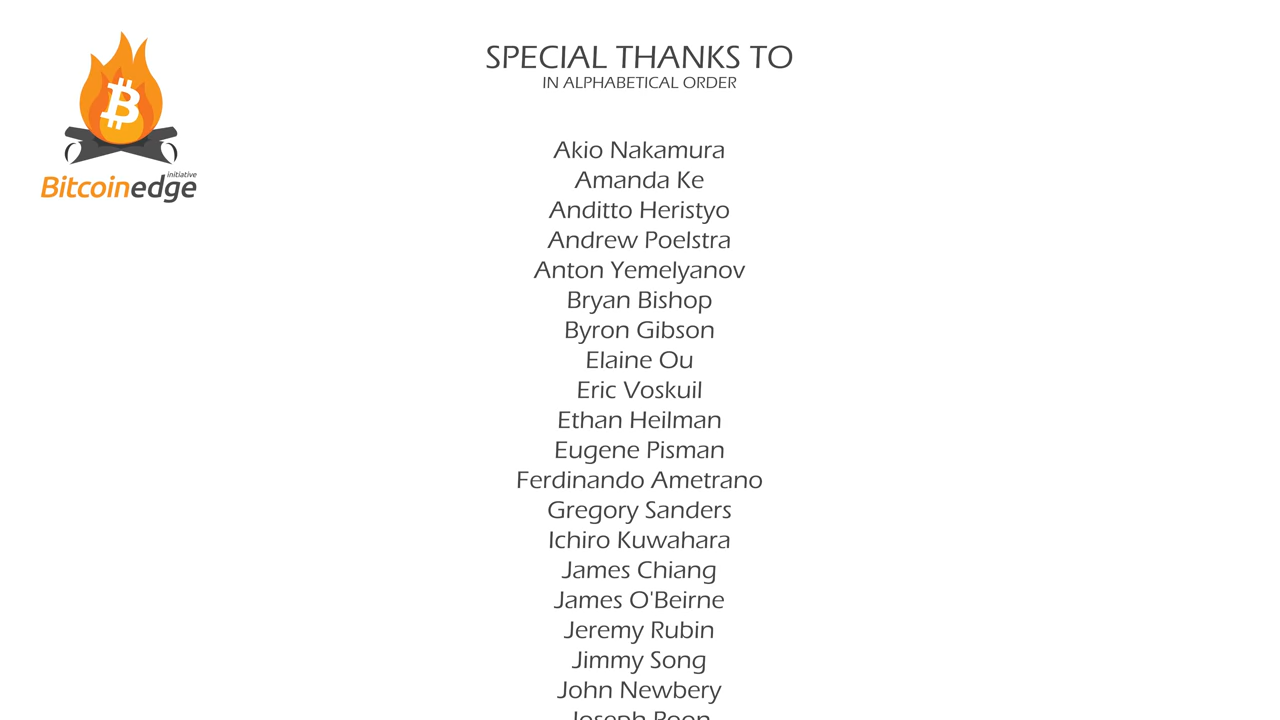 SPECIAL THANKS TO
IN ALPHABETICAL ORDER
initiative
Bitcoinedge
Akio Nakamura
Amanda Ke
Anditto Heristyo
Andrew Poelstra
Anton Yemelyanov
Bryan Bishop
Byron Gibson
Elaine Ou
Eric Voskuil
Ethan Heilman
Eugene Pisman
Ferdinando Ametrano
Gregory Sanders
Ichiro Kuwahara
James Chiang
James O'Beirne
Jeremy Rubin
Jimmy Song
John Newbery
Joseph Poon